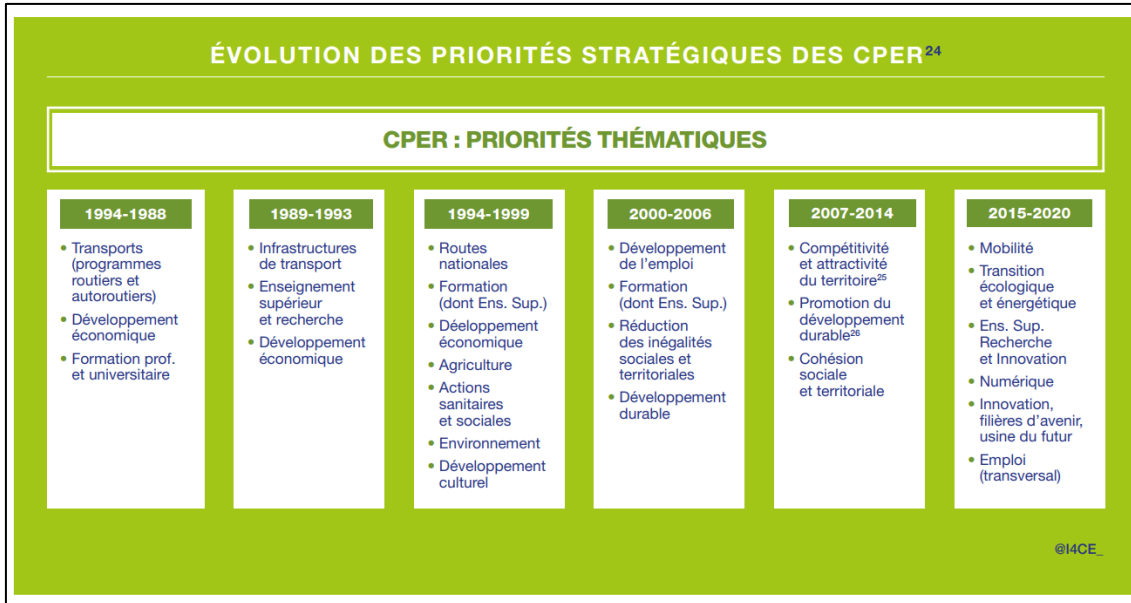 ÉVOLUTION DES PRIORITÉS STRATÉGIQUES DES CPER24
CPER : PRIORITÉS THÉMATIQUES
1994-1988
• Transports
(programmes
routiers et
autoroutiers)
• Développement
économique
• Formation prof.
et universitaire
1989-1993
• Infrastructures
de transport
• Enseignement
supérieur
et recherche
• Développement
économique
1994-1999
• Routes
nationales
• Formation
(dont Ens. Sup.)
• Déeloppement
économique
• Agriculture
• Actions
sanitaires
et sociales
• Environnement
• Développement
culturel
2000-2006
• Développement
de l'emploi
• Formation
(dont Ens. Sup.)
• Réduction
des inégalités
sociales et
territoriales
• Développement
durable
2007-2014
• Compétitivité
et attractivité
du territoire25
• Promotion du
développement
durable26
• Cohésion
sociale
et territoriale
2015-2020
• Mobilité
• Transition
écologique
et énergétique
• Ens. Sup.
Recherche
et Innovation
• Numérique
• Innovation,
filières d'avenir,
usine du futur
• Emploi
(transversal)
@I4CE_